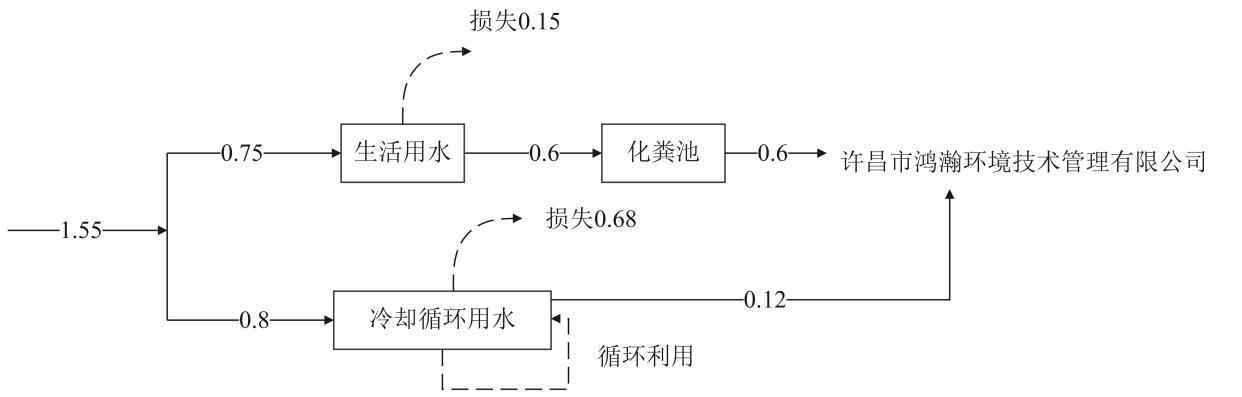 损失0.15
0.75
生活用水
0.6
化粪池
0.6
许昌市鸿瀚环境技术管理有限公司
1.55
损失0.68
0.8
冷却循环用水
0.12
循环利用